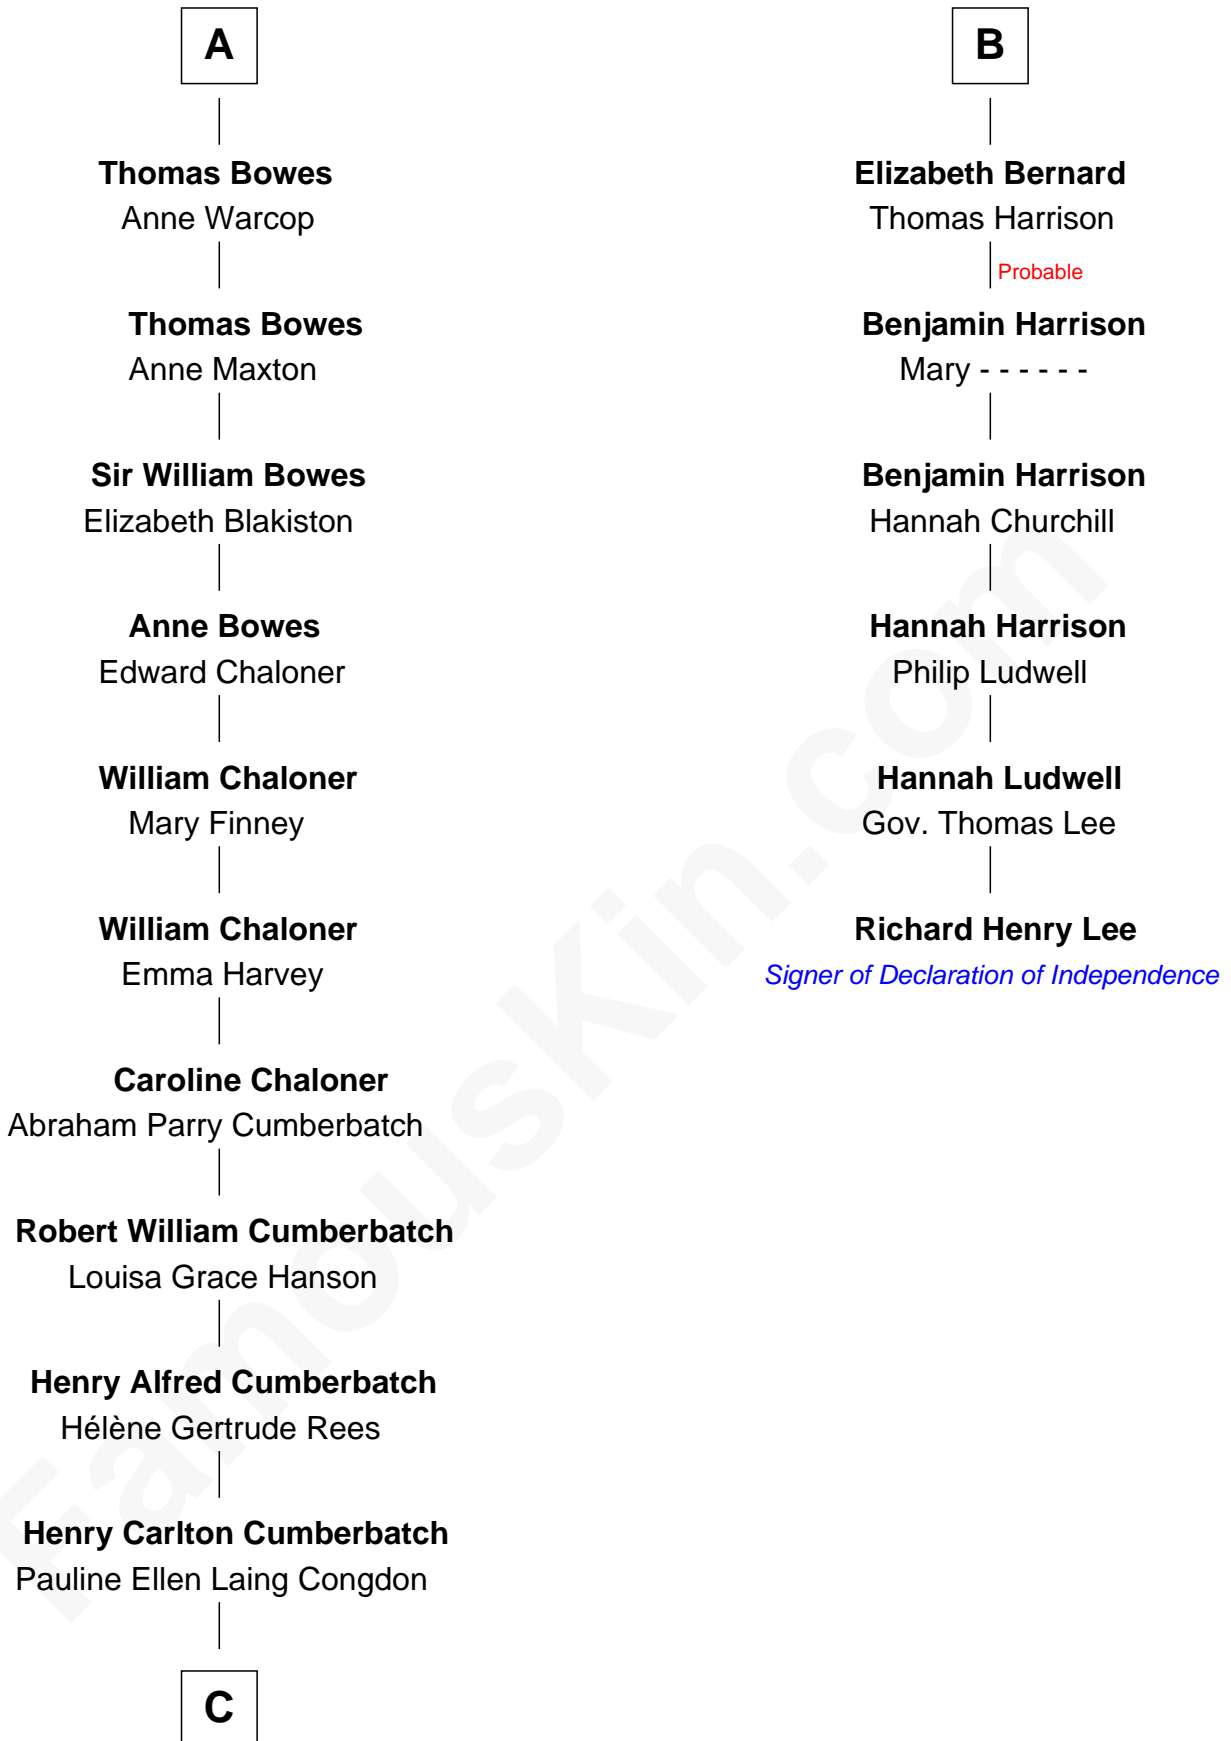 A
Thomas Bowes
Anne Warcop
Thomas Bowes
Anne Maxton
Sir William Bowes
Elizabeth Blakiston
Anne Bowes
Edward Chaloner
William Chaloner
Mary Finney
William Chaloner
Emma Harvey
Caroline Chaloner
Abraham Parry Cumberbatch
Robert William Cumberbatch
Louisa Grace Hanson
Henry Alfred Cumberbatch
Hélène Gertrude Rees
Henry Carlton Cumberbatch
Pauline Ellen Laing Congdon
C
B
Elizabeth Bernard
Thomas Harrison
Probable
Benjamin Harrison
Mary - - - - - -
Benjamin Harrison
Hannah Churchill
Hannah Harrison
Philip Ludwell
Hannah Ludwell
Gov. Thomas Lee
Richard Henry Lee
Signer of Declaration of Independence
FamousKin.com